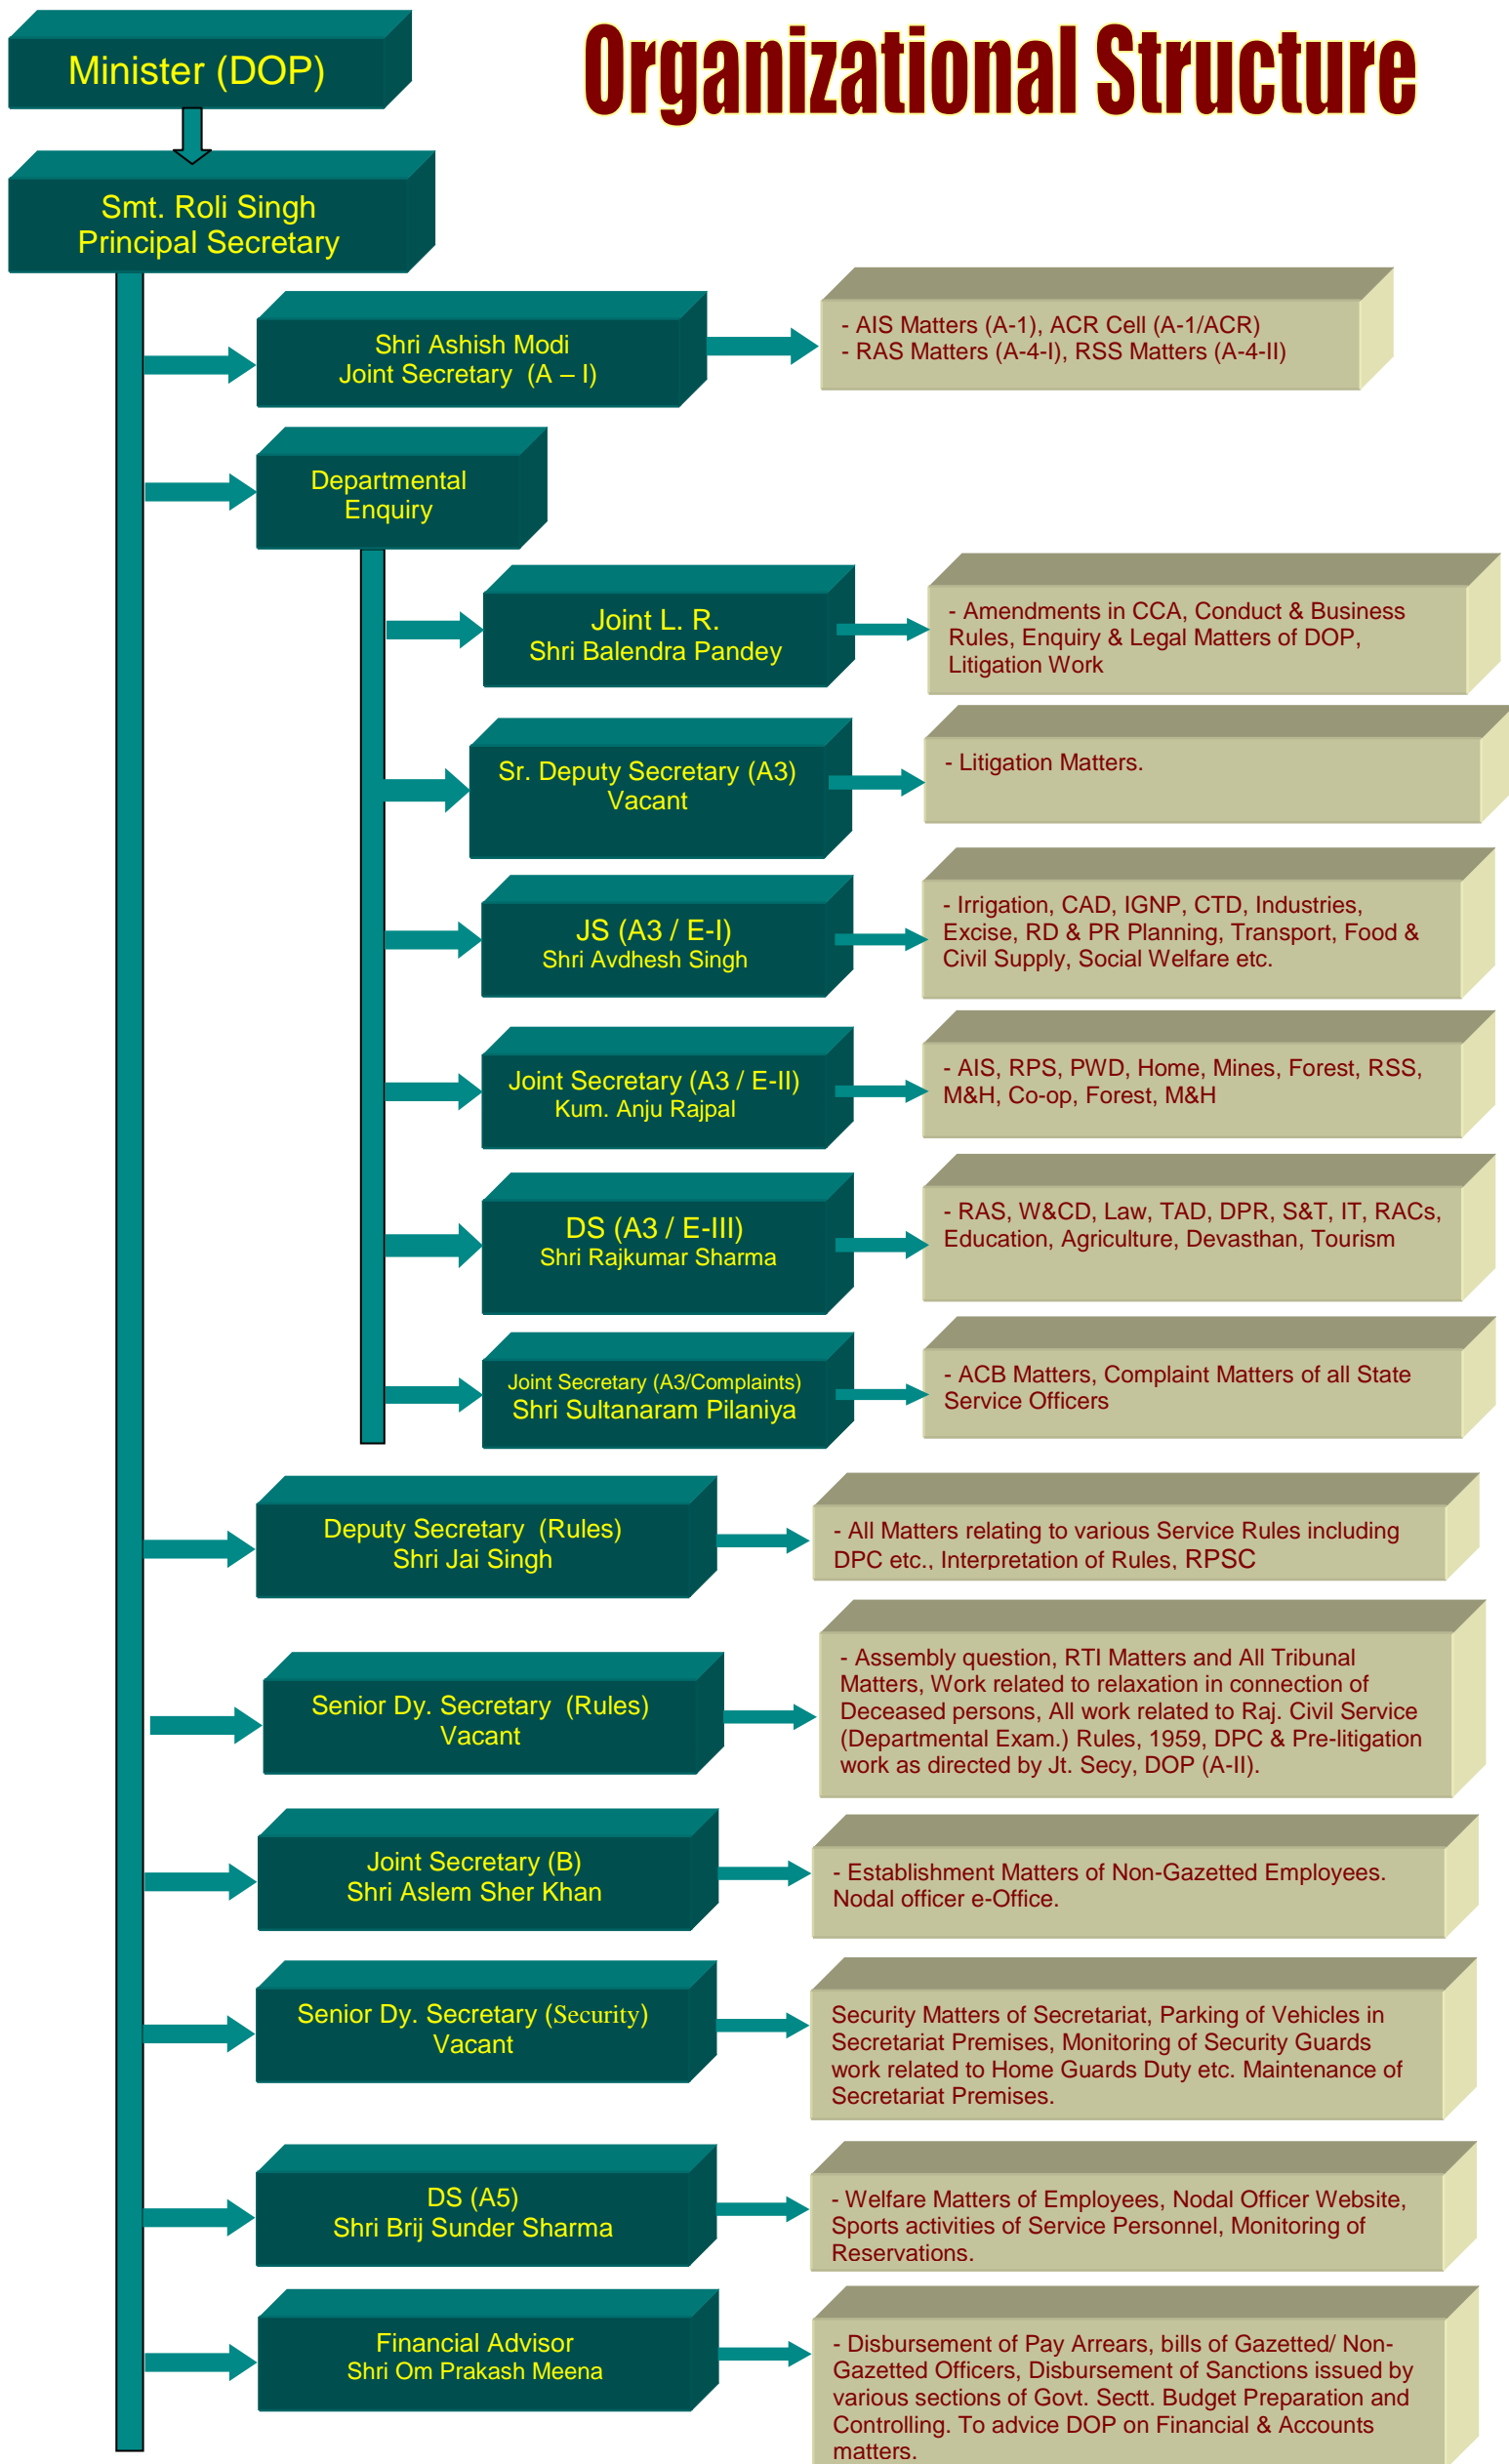 Organizational Structure
Minister (DOP)
Smt. Roli Singh
Principal Secretary
Shri Ashish Modi
Joint Secretary (A – I)
- AIS Matters (A-1), ACR Cell (A-1/ACR)
- RAS Matters (A-4-I), RSS Matters (A-4-II)
Departmental
Enquiry
Joint L. R.
Shri Balendra Pandey
- Amendments in CCA, Conduct & Business
Rules, Enquiry & Legal Matters of DOP,
Litigation Work
Sr. Deputy Secretary (A3)
Vacant
- Litigation Matters.
JS (A3 / E-I)
Shri Avdhesh Singh
- Irrigation, CAD, IGNP, CTD, Industries,
Excise, RD & PR Planning, Transport, Food &
Civil Supply, Social Welfare etc.
Joint Secretary (A3 / E-II)
Kum. Anju Rajpal
- AIS, RPS, PWD, Home, Mines, Forest, RSS,
M&H, Co-op, Forest, M&H
DS (A3 / E-III)
Shri Rajkumar Sharma
- RAS, W&CD, Law, TAD, DPR, S&T, IT, RACs,
Education, Agriculture, Devasthan, Tourism
Joint Secretary (A3/Complaints)
Shri Sultanaram Pilaniya
- ACB Matters, Complaint Matters of all State
Service Officers
Deputy Secretary (Rules)
Shri Jai Singh
- All Matters relating to various Service Rules including
DPC etc., Interpretation of Rules, RPSC
Senior Dy. Secretary (Rules)
Vacant
- Assembly question, RTI Matters and All Tribunal
Matters, Work related to relaxation in connection of
Deceased persons, All work related to Raj. Civil Service
(Departmental Exam.) Rules, 1959, DPC & Pre-litigation
work as directed by Jt. Secy, DOP (A-II).
Joint Secretary (B)
Shri Aslem Sher Khan
- Establishment Matters of Non-Gazetted Employees.
Nodal officer e-Office.
Senior Dy. Secretary (Security)
Vacant
Security Matters of Secretariat, Parking of Vehicles in
Secretariat Premises, Monitoring of Security Guards
work related to Home Guards Duty etc. Maintenance of
Secretariat Premises.
DS (A5)
Shri Brij Sunder Sharma
- Welfare Matters of Employees, Nodal Officer Website,
Sports activities of Service Personnel, Monitoring of
Reservations.
Financial Advisor
Shri Om Prakash Meena
- Disbursement of Pay Arrears, bills of Gazetted/ Non-
Gazetted Officers, Disbursement of Sanctions issued by
various sections of Govt. Sectt. Budget Preparation and
Controlling. To advice DOP on Financial & Accounts
matters.